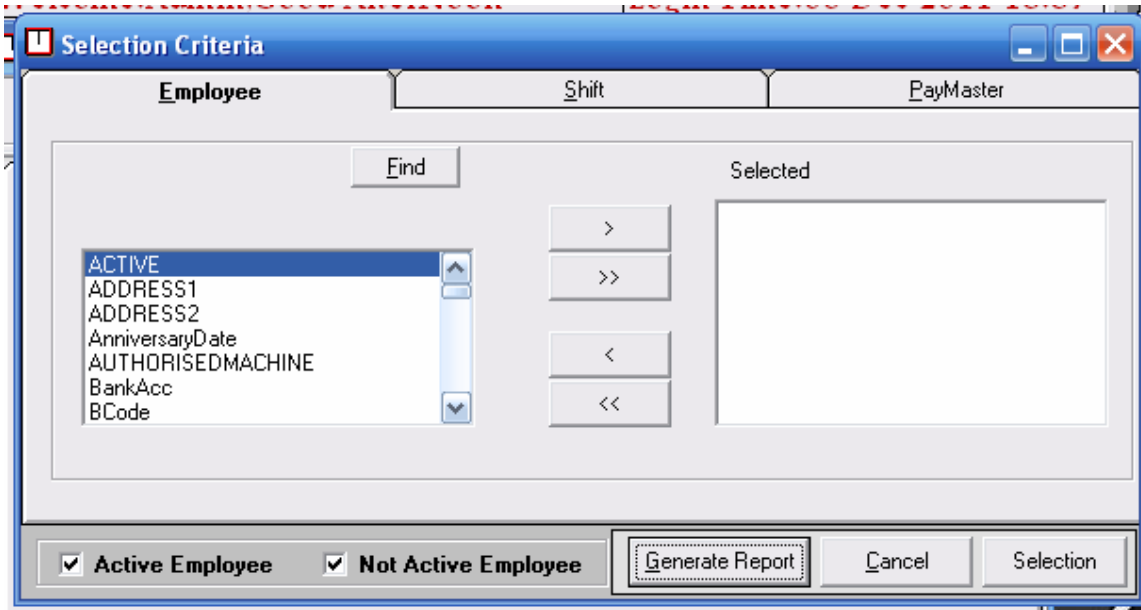 Selection Criteria
Employee
Shift
PayMaster
Find
Selected
>
>>
<
<<
ACTIVE
ADDRESS1
ADDRESS2
AnniversaryDate
AUTHORISEDMACHINE
BankAcc
BCode
Active Employee
Not Active Employee
Generate Report
Cancel
Selection